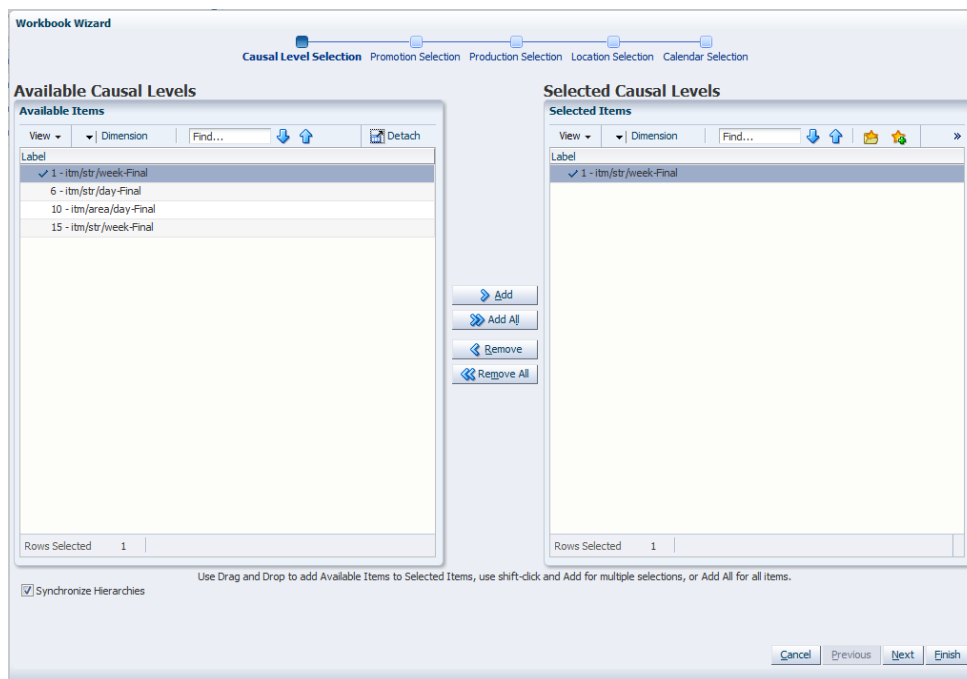 Workbook Wizard
Causal Level Selection Promotion Selection Production Selection Location Selection Calendar Selection
Available Causal Levels
Available Items
View Dimension Find... Detach
Label
1 - itm/str/week-Final
6 - itm/str/day-Final
10 - itm/area/day-Final
15 - itm/str/week-Final
Rows Selected 1
Add
Add All
Remove
Remove All
Selected Causal Levels
Selected Items
View Dimension Find... »
Label
1 - itm/str/week-Final
Rows Selected 1
Use Drag and Drop to add Available Items to Selected Items, use shift-click and Add for multiple selections, or Add All for all items.
Synchronize Hierarchies
Cancel Previous Next Finish